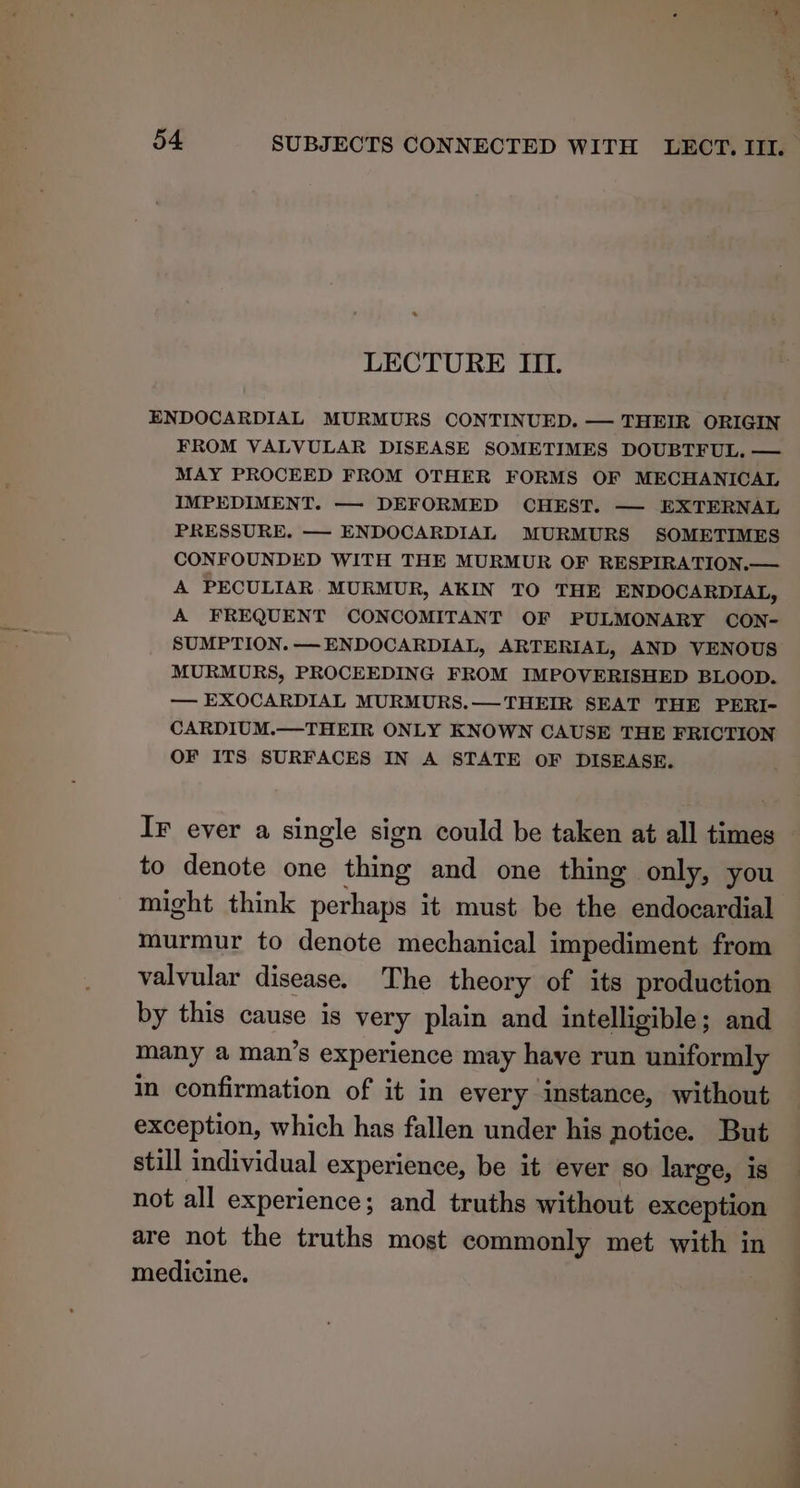 54 SUBJECTS CONNECTED WITH LECT. III.
LECTURE III.
ENDOCARDIAL MURMURS CONTINUED. — THEIR ORIGIN
FROM VALVULAR DISEASE SOMETIMES DOUBTFUL. —
MAY PROCEED FROM OTHER FORMS OF MECHANICAL
IMPEDIMENT. — DEFORMED CHEST. — EXTERNAL
PRESSURE. — ENDOCARDIAL MURMURS SOMETIMES
CONFOUNDED WITH THE MURMUR OF RESPIRATION.—
A PECULIAR MURMUR, AKIN TO THE ENDOCARDIAL,
A FREQUENT CONCOMITANT OF PULMONARY CON-
SUMPTION. — ENDOCARDIAL, ARTERIAL, AND VENOUS
MURMURS, PROCEEDING FROM IMPOVERISHED BLOOD.
— EXOCARDIAL MURMURS. — THEIR SEAT THE PERI-
CARDIUM.—THEIR ONLY KNOWN CAUSE THE FRICTION
OF ITS SURFACES IN A STATE OF DISEASE.
IF ever a single sign could be taken at all times
to denote one thing and one thing only, you
might think perhaps it must be the endocardial
murmur to denote mechanical impediment from
valvular disease. The theory of its production
by this cause is very plain and intelligible; and
many a man's experience may have run uniformly
in confirmation of it in every instance, without
exception, which has fallen under his notice. But
still individual experience, be it ever so large, is
not all experience; and truths without exception
are not the truths most commonly met with in
medicine.